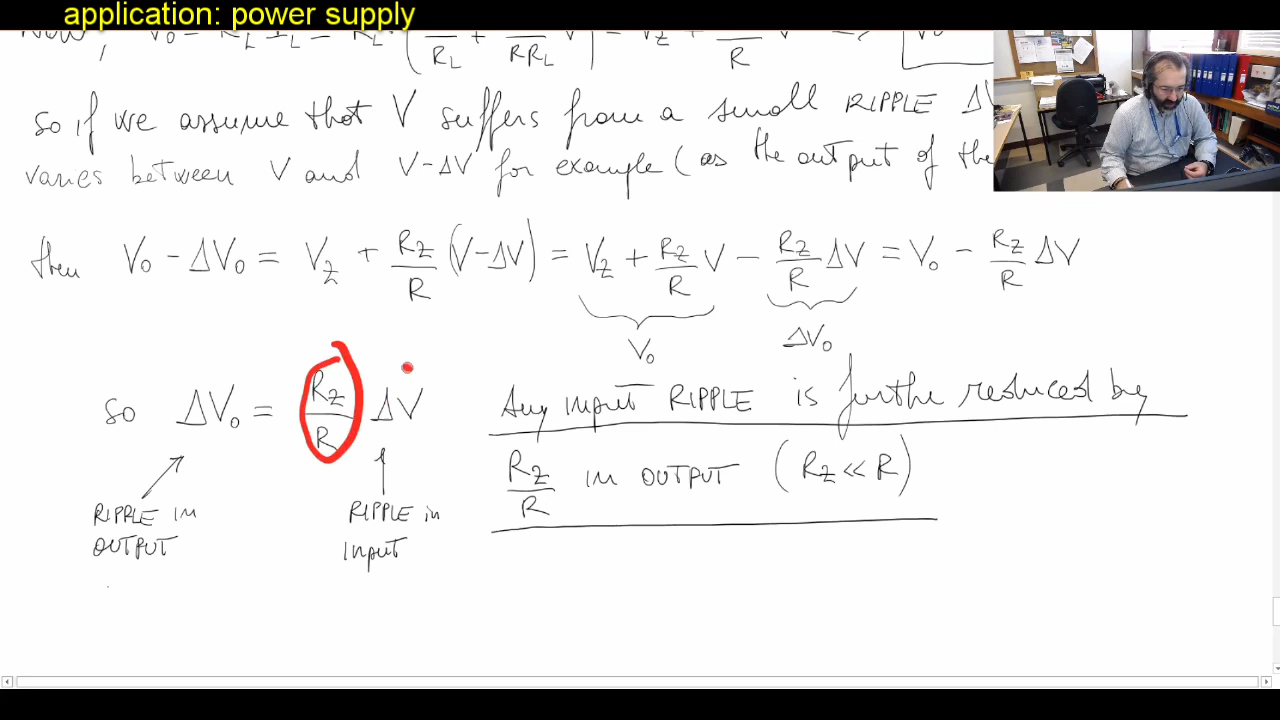 application: power supply
so, if we assume that V suffers from a small RIPPLE ΔV
varies between V and V-ΔV for example (as the output of the
then V₀ - ΔV₀ = V_Z + R_Z/R (V-ΔV) = V_Z + R_Z/R V - R_Z/R ΔV = V₀ - R_Z/R ΔV
V₀ ΔV₀
so ΔV₀ = R_Z/R ΔV Any input RIPPLE is furthe reduced by
R_Z/R IN OUTPUT (R_Z << R)
RIPPLE IN OUTPUT
RIPPLE in input